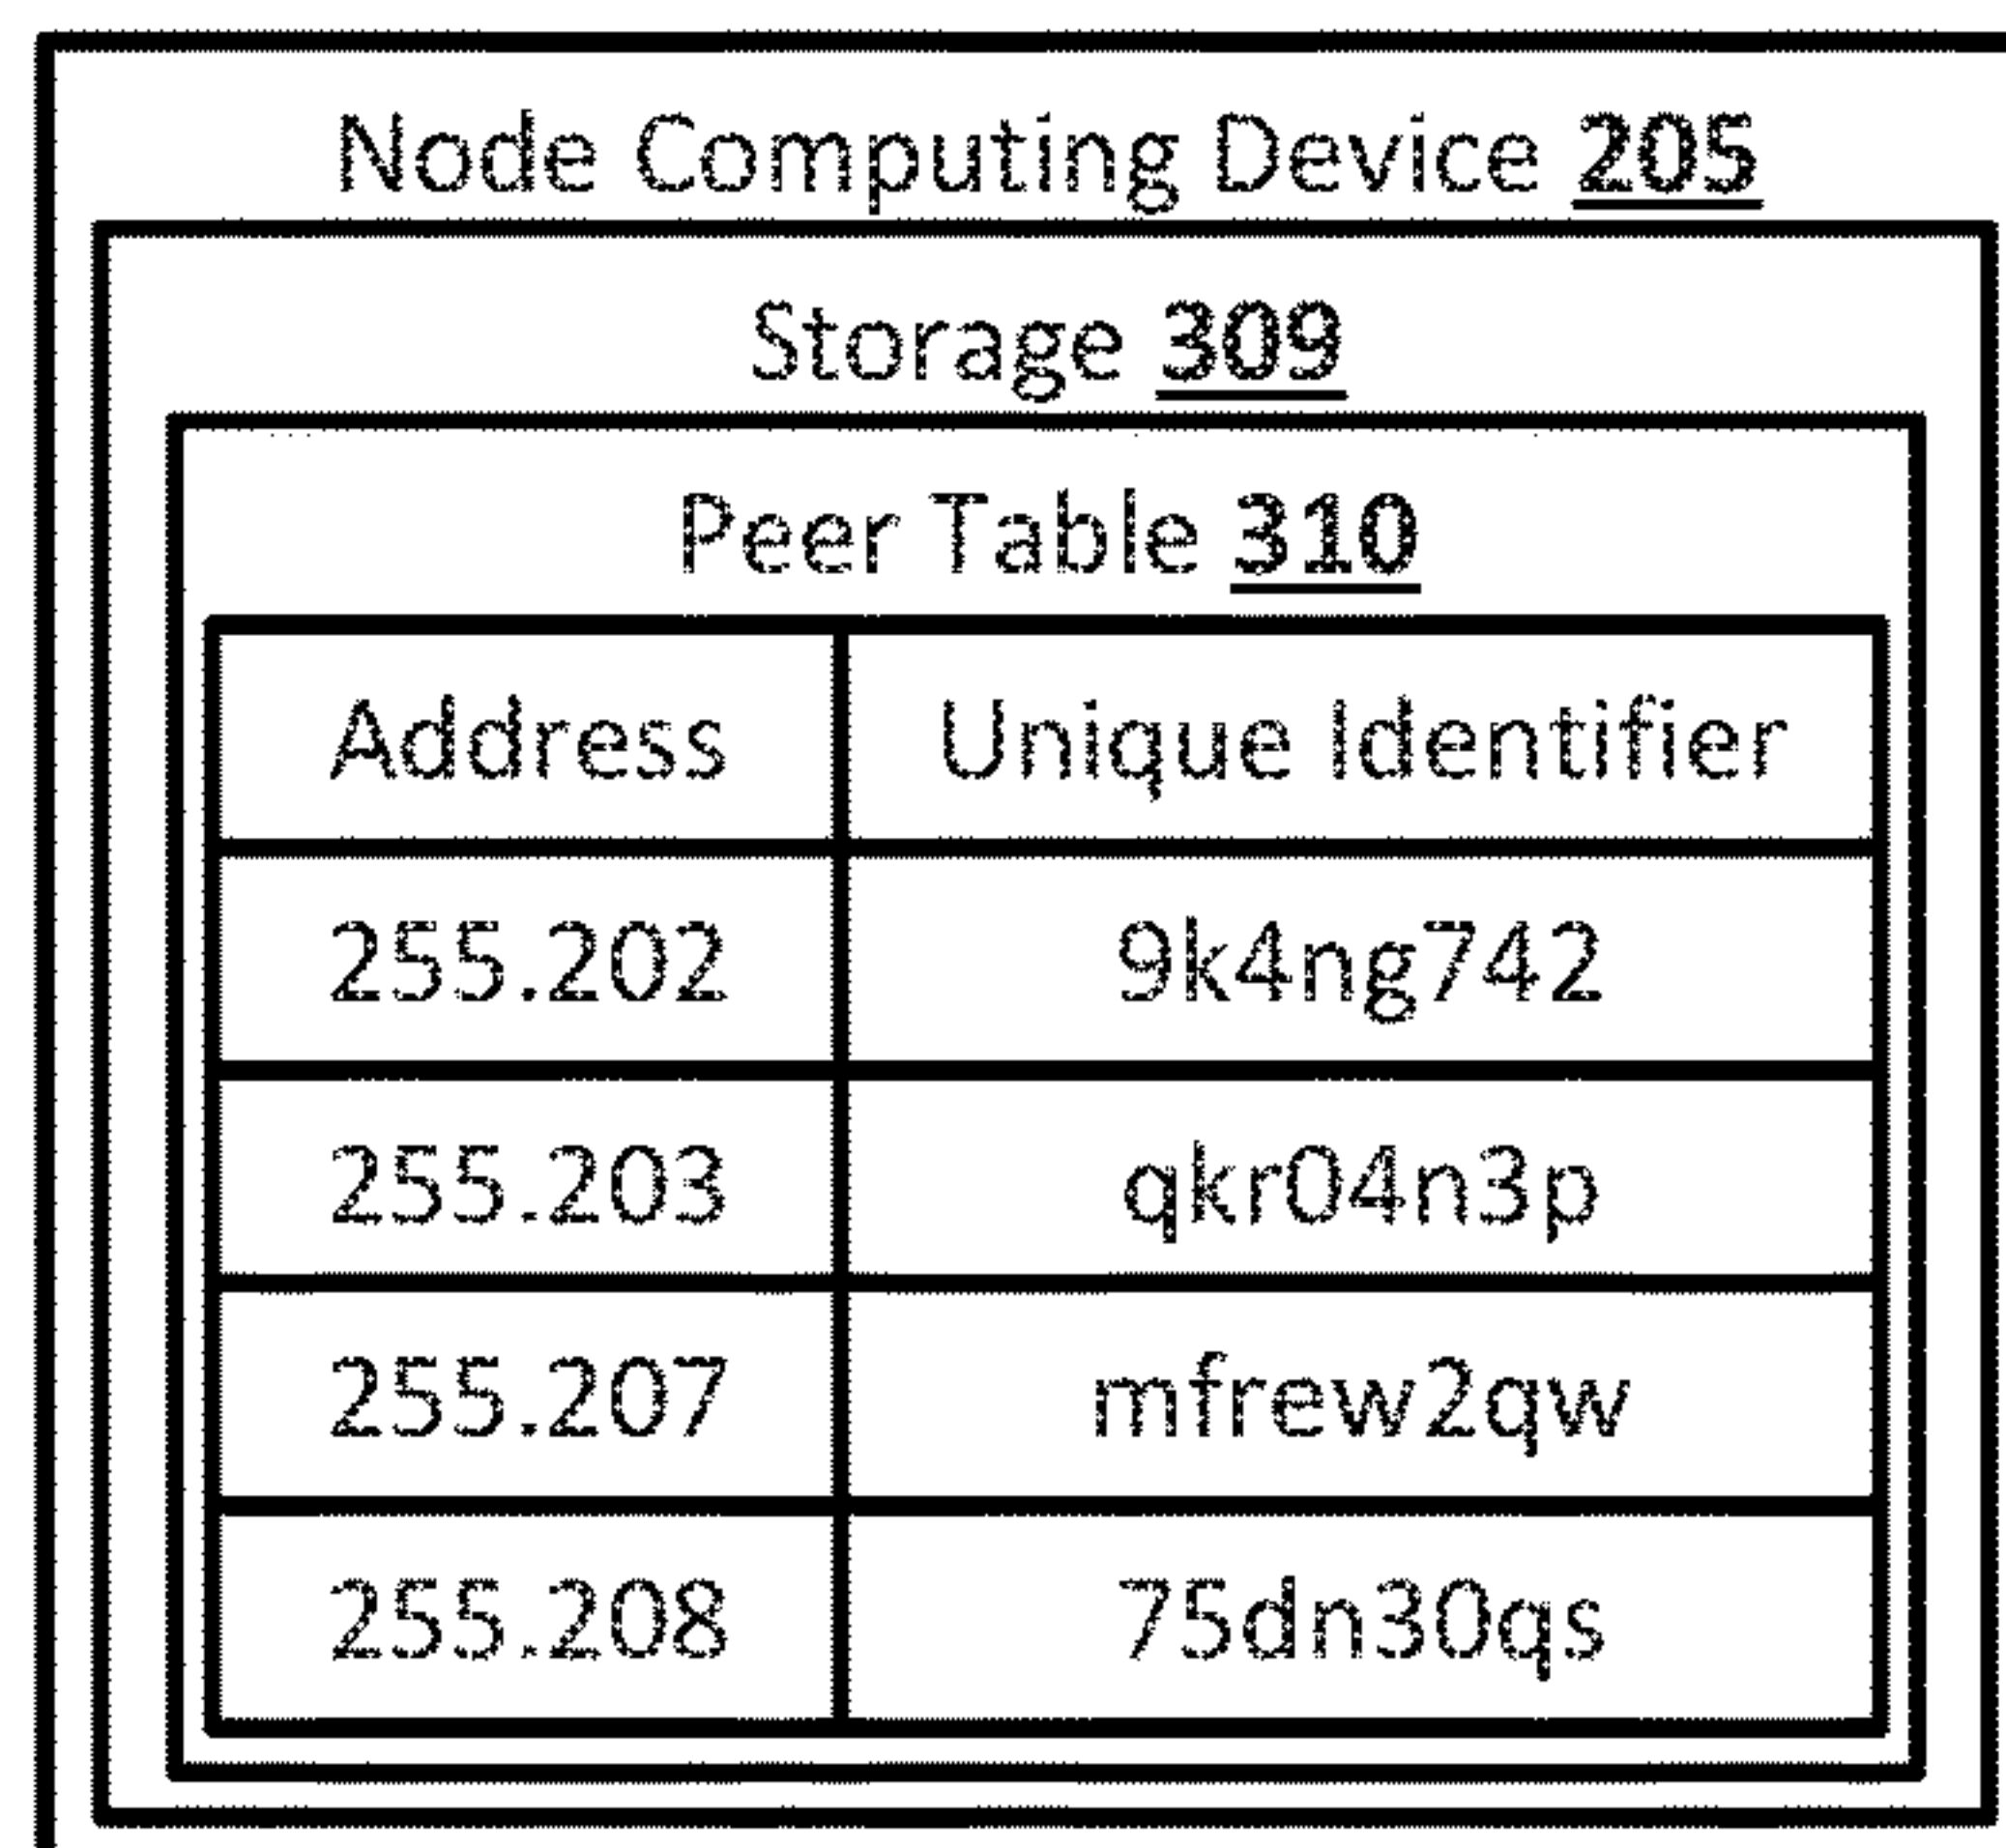 Node Computing Device 205
Storage 309
Peer Table 310
Address Unique Identifier
255.202 9k4ng742
255.203 qkr04n3p
255.207 mfrew2qw
255.208 75dn30qs